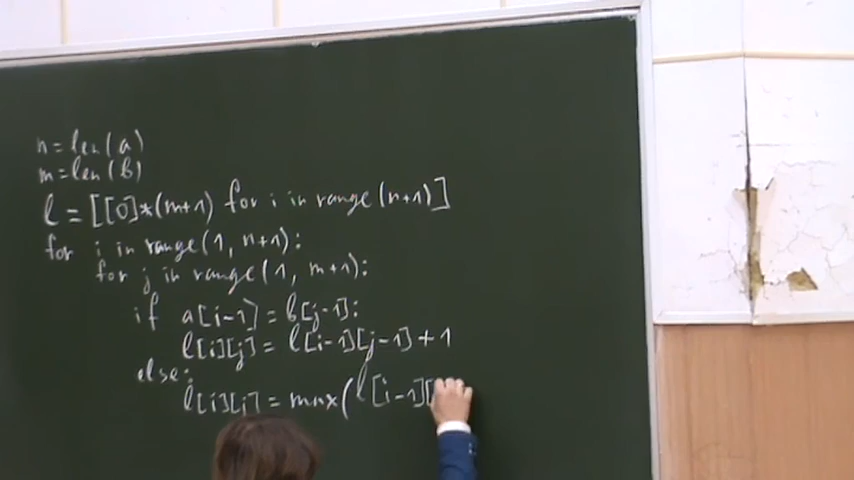 n=len(a)
m=len(b)
l=[[0]*(m+1) for i in range(n+1)]
for i in range(1, n+1):
for j in range(1, m+1):
if a[i-1]=b[j-1]:
l[i][j]=l[i-1][j-1]+1
else:
l[i][j]=max(l[i-1][